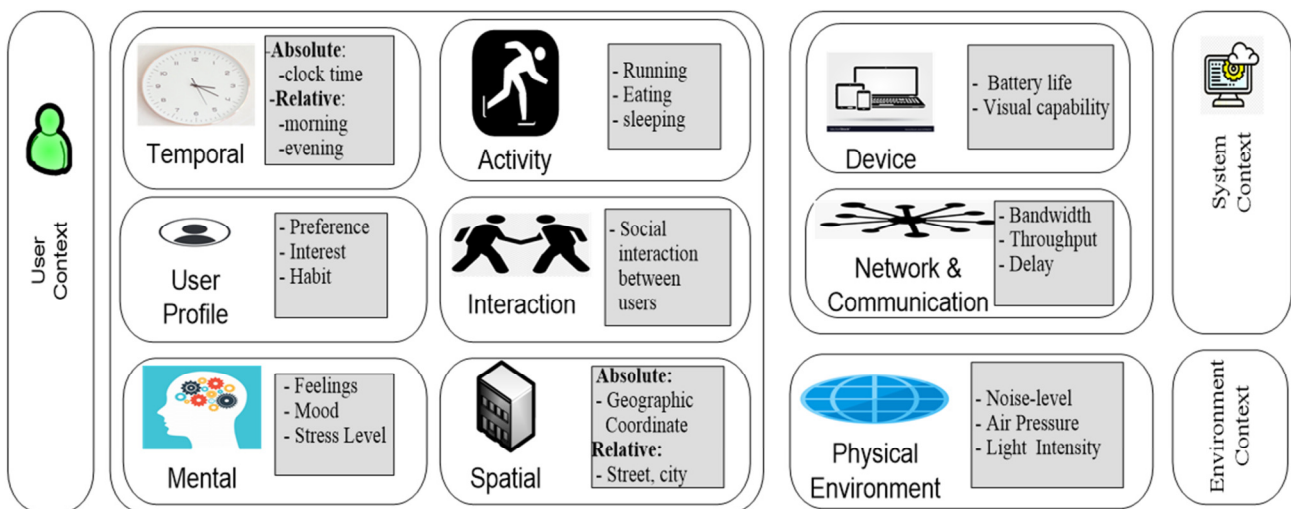 User
Context
-Absolute:
-clock time
-Relative:
-morning
-evening
Temporal
- Running
- Eating
- sleeping
Activity
- Preference
- Interest
- Habit
User
Profile
- Social
interaction
between
users
Interaction
- Feelings
- Mood
- Stress Level
Mental
Absolute:
- Geographic
Coordinate
Relative:
- Street, city
Spatial
- Battery life
- Visual capability
Device
- Bandwidth
- Throughput
- Delay
Network &
Communication
- Noise-level
- Air Pressure
- Light Intensity
Physical
Environment
System
Context
Environment
Context